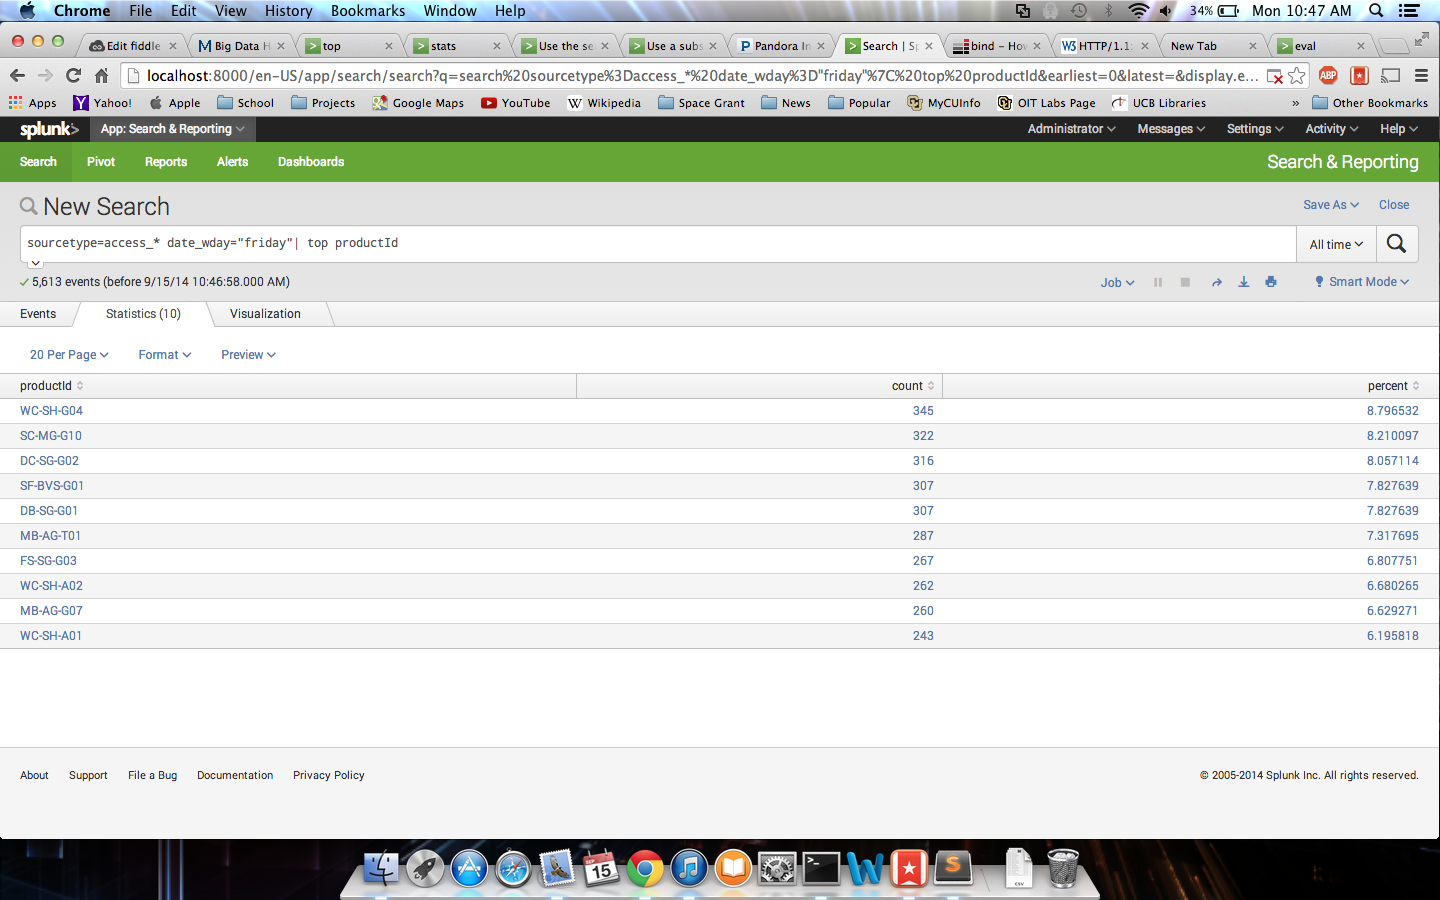 Chrome File Edit View History Bookmarks Window Help 34% Mon 10:47 AM
Edit fiddle Big Data H top stats Use the se Use a subs Pandora In Search | Sp bind – Hov HTTP/1.1: New Tab eval
localhost:8000/en-US/app/search/search?q=search%20sourcetype%3Daccess_*%20date_wday%3D"friday"%7C%20top%20productId&earliest=0&latest=&display.e... ABP
Apps Yahoo! Apple School Projects Google Maps YouTube Wikipedia Space Grant News Popular MyCUInfo OIT Labs Page UCB Libraries » Other Bookmarks
splunk> App: Search & Reporting Administrator Messages Settings Activity Help
Search Pivot Reports Alerts Dashboards Search & Reporting
New Search Save As Close
sourcetype=access_* date_wday="friday"| top productId All time
5,613 events (before 9/15/14 10:46:58.000 AM) Job Smart Mode
Events Statistics (10) Visualization
20 Per Page Format Preview
productId count percent
WC-SH-G04 345 8.796532
SC-MG-G10 322 8.210097
DC-SG-G02 316 8.057114
SF-BVS-G01 307 7.827639
DB-SG-G01 307 7.827639
MB-AG-T01 287 7.317695
FS-SG-G03 267 6.807751
WC-SH-A02 262 6.680265
MB-AG-G07 260 6.629271
WC-SH-A01 243 6.195818
About Support File a Bug Documentation Privacy Policy © 2005-2014 Splunk Inc. All rights reserved.
SEP
15
CSV